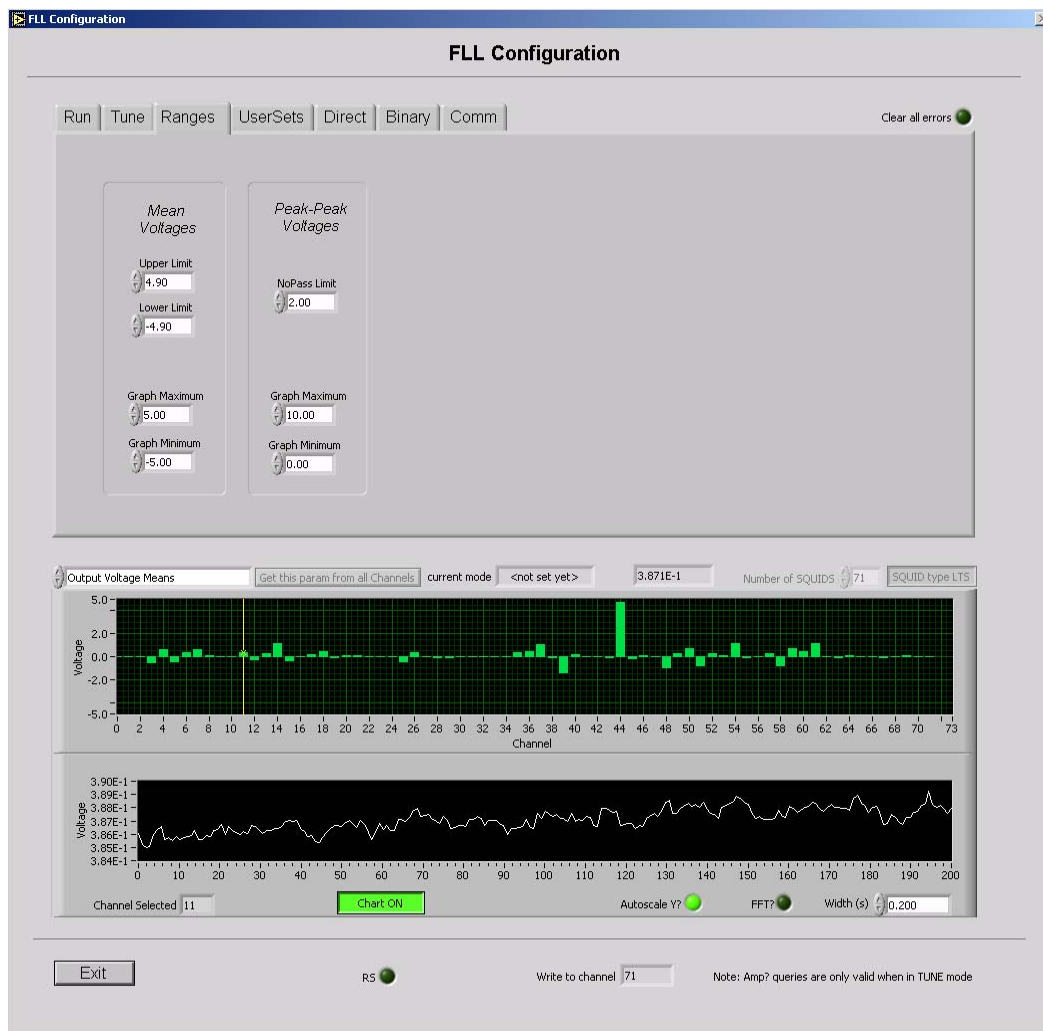 FLL Configuration
FLL Configuration
Run Tune Ranges UserSets Direct Binary Comm
Clear all errors
Mean
Voltages
Upper Limit
4.90
Lower Limit
-4.90
Graph Maximum
5.00
Graph Minimum
-5.00
Peak-Peak
Voltages
NoPass Limit
2.00
Graph Maximum
10.00
Graph Minimum
0.00
Output Voltage Means Get this param from all Channels current mode <not set yet> 3.871E-1 Number of SQUIDS 71 SQUID type LTS
5.0
2.0
0.0
-2.0
-5.0
Voltage
0 2 4 6 8 10 12 14 16 18 20 22 24 26 28 30 32 34 36 38 40 42 44 46 48 50 52 54 56 58 60 62 64 66 68 70 73
Channel
3.90E-1
3.89E-1
3.88E-1
3.87E-1
3.86E-1
3.85E-1
3.84E-1
Voltage
0 10 20 30 40 50 60 70 80 90 100 110 120 130 140 150 160 170 180 190 200
Channel Selected 11 Chart ON Autoscale Y? FFT? Width (s) 0.200
Exit RS Write to channel 71 Note: Amp? queries are only valid when in TUNE mode